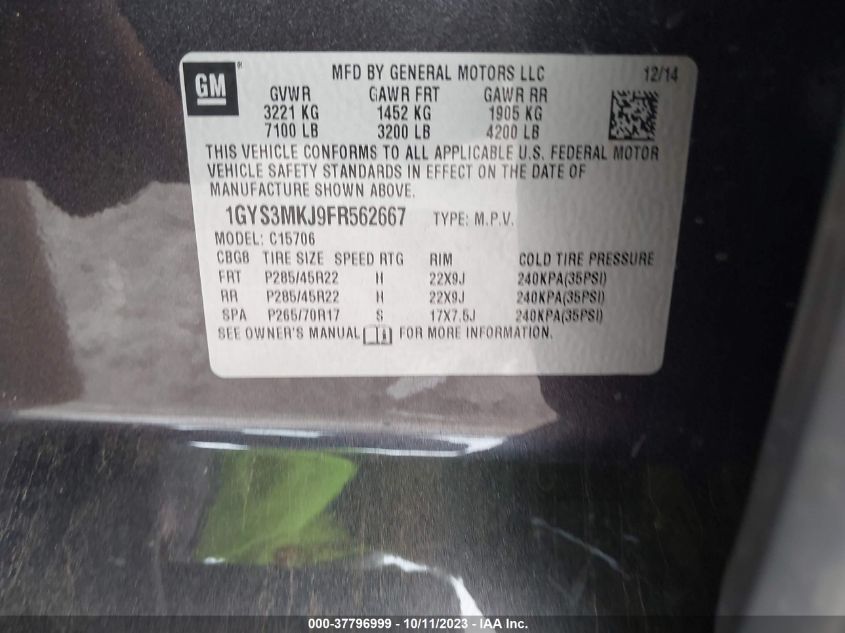 GM
MFD BY GENERAL MOTORS LLC 12/14
GVWR GAWR FRT GAWR RR
3221 KG 1452 KG 1905 KG
7100 LB 3200 LB 4200 LB
THIS VEHICLE CONFORMS TO ALL APPLICABLE U.S. FEDERAL MOTOR
VEHICLE SAFETY STANDARDS IN EFFECT ON THE DATE OF
MANUFACTURE SHOWN ABOVE.
1GYS3MKJ9FR562667 TYPE: M.P.V.
MODEL: C15706
CBGB TIRE SIZE SPEED RTG RIM COLD TIRE PRESSURE
FRT P285/45R22 H 22X9J 240KPA(35PSI)
RR P285/45R22 H 22X9J 240KPA(35PSI)
SPA P265/70R17 S 17X7.5J 240KPA(35PSI)
SEE OWNER'S MANUAL FOR MORE INFORMATION.
000-37796999 - 10/11/2023 - IAA Inc.